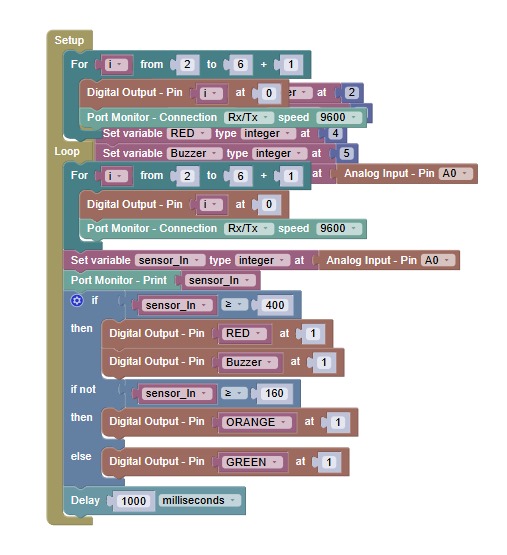 Setup
For i from 2 to 6 + 1
Digital Output - Pin i at 0 er at 2
Port Monitor - Connection Rx/Tx speed 9600
Set variable RED type integer at 4
Loop Set variable Buzzer type integer at 5
For i from 2 to 6 + 1 at Analog Input - Pin A0
Digital Output - Pin i at 0
Port Monitor - Connection Rx/Tx speed 9600
Set variable sensor_In type integer at Analog Input - Pin A0
Port Monitor - Print sensor_In
if sensor_In ≥ 400
then Digital Output - Pin RED at 1
Digital Output - Pin Buzzer at 1
if not sensor_In ≥ 160
then Digital Output - Pin ORANGE at 1
else Digital Output - Pin GREEN at 1
Delay 1000 milliseconds